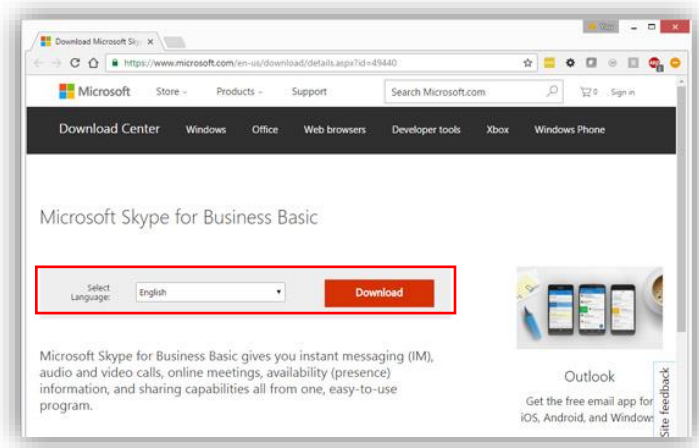 You
Download Microsoft Sky
https://www.microsoft.com/en-us/download/details.aspx?id=49440
Microsoft Store Products Support Search Microsoft.com 0 Sign in
Download Center Windows Office Web browsers Developer tools Xbox Windows Phone
Microsoft Skype for Business Basic
Select
Language:
English
Download
Microsoft Skype for Business Basic gives you instant messaging (IM),
audio and video calls, online meetings, availability (presence)
information, and sharing capabilities all from one, easy-to-use
program.
Outlook
Get the free email app for
iOS, Android, and Window
Site feedback